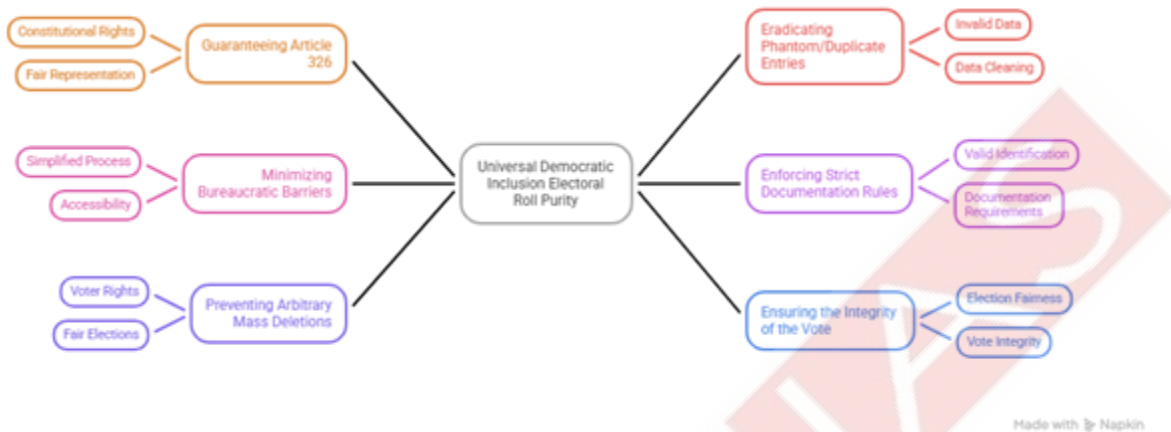 Constitutional Rights
Fair Representation
Guaranteeing Article
326
Simplified Process
Accessibility
Minimizing
Bureaucratic Barriers
Voter Rights
Fair Elections
Preventing Arbitrary
Mass Deletions
Universal Democratic
Inclusion Electoral
Roll Purity
Eradicating
Phantom/Duplicate
Entries
Invalid Data
Data Cleaning
Enforcing Strict
Documentation Rules
Valid Identification
Documentation
Requirements
Ensuring the Integrity
of the Vote
Election Fairness
Vote Integrity
IAS
Made with Napkin